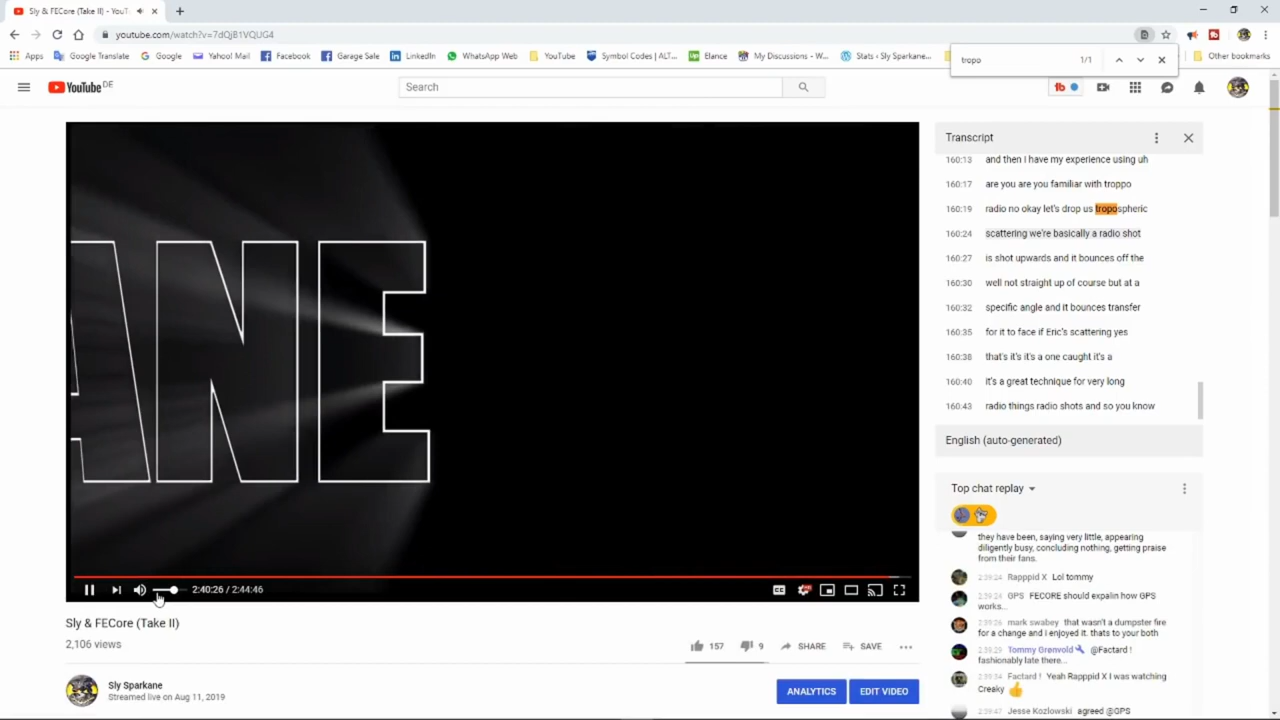 Sly & FECore (Take II) - YouT
youtube.com/watch?v=7dQjB1VQUG4
Apps
Google Translate
Google
Yahoo! Mail
Facebook
Garage Sale
LinkedIn
WhatsApp Web
YouTube
Symbol Codes | ALT...
Elance
My Discussions - W...
Stats ‹ Sly Sparkane...
Other bookmarks
tropo
1/1
YouTube DE
Search
Transcript
160:13 and then I have my experience using uh
160:17 are you are you familiar with troppo
160:19 radio no okay let's drop us tropospheric
160:24 scattering we're basically a radio shot
160:27 is shot upwards and it bounces off the
160:30 well not straight up of course but at a
160:32 specific angle and it bounces transfer
160:35 for it to face if Eric's scattering yes
160:38 that's it's it's a one caught it's a
160:40 it's a great technique for very long
160:43 radio things radio shots and so you know
English (auto-generated)
ANE
2:40:26 / 2:44:46
Sly & FECore (Take II)
2,106 views
157
9
SHARE
SAVE
Sly Sparkane
Streamed live on Aug 11, 2019
ANALYTICS
EDIT VIDEO
Top chat replay
they have been, saying very little, appearing
diligently busy, concluding nothing, getting praise
from their fans.
2:39:24 Rapppid X Lol tommy
2:39:24 GPS FECORE should expalin how GPS
works...
2:39:26 mark swabey that wasn't a dumpster fire
for a change and I enjoyed it. thats to your both
2:39:29 Tommy Grønvold @Factard !
fashionably late there...
2:39:34 Factard ! Yeah Rapppid X I was watching
Creaky
2:39:47 Jesse Kozlowski agreed @GPS